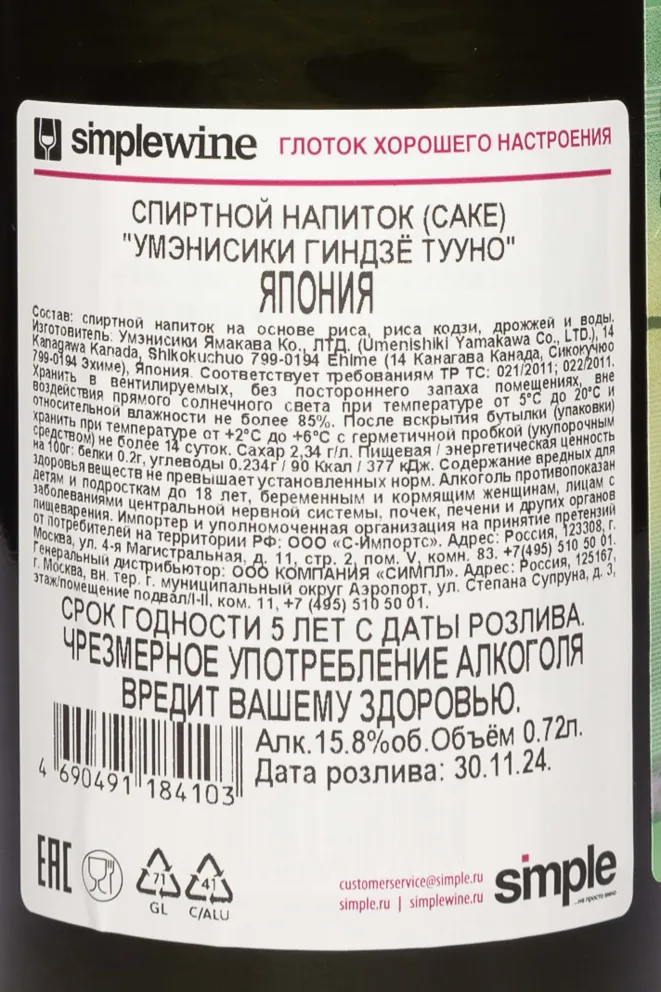 simplewine ГЛОТОК ХОРОШЕГО НАСТРОЕНИЯ
СПИРТНОЙ НАПИТОК (САКЕ)
"УМЭНИСИКИ ГИНДЗЁ ТУУНО"
ЯПОНИЯ
Состав: спиртной напиток на основе риса, риса кодзи, дрожжей и воды.
Изготовитель: Умэнисики Ямакава Ко., ЛТД. (Umenishiki Yamakawa Co., LTD.), 14
Kanagawa Kanada, Shikokuchuo 799-0194 Ehime (14 Канагава Канада, Сикокучюо
799-0194 Эхиме), Япония. Соответствует требованиям ТР ТС: 021/2011; 022/2011.
Хранить в вентилируемых, без постороннего запаха помещениях, вне
воздействия прямого солнечного света при температуре от 5°С до 20°С и
относительной влажности не более 85%. После вскрытия бутылки (упаковки)
хранить при температуре от +2°С до +6°С с герметичной пробкой (укупорочным
средством) не более 14 суток. Сахар 2,34 г/л. Пищевая / энергетическая ценность
на 100г: белки 0.2г, углеводы 0.234г / 90 Ккал / 377 кДж. Содержание вредных для
здоровья веществ не превышает установленных норм. Алкоголь противопоказан
детям и подросткам до 18 лет, беременным и кормящим женщинам, лицам с
заболеваниями центральной нервной системы, почек, печени и других органов
пищеварения. Импортер и уполномоченная организация на принятие претензий
от потребителей на территории РФ: ООО «С-Импортс». Адрес: Россия, 123308, г.
Москва, ул. 4-я Магистральная, д. 11, стр. 2, пом. V, комн. 83. +7(495) 510 50 01.
Генеральный дистрибьютор: ООО КОМПАНИЯ «СИМПЛ». Адрес: Россия, 125167,
г. Москва, вн. тер. г. муниципальный округ Аэропорт, ул. Степана Супруна, д. 3,
этаж/помещение подвал/I-II, ком. 11, +7 (495) 510 50 01.
СРОК ГОДНОСТИ 5 ЛЕТ С ДАТЫ РОЗЛИВА.
ЧРЕЗМЕРНОЕ УПОТРЕБЛЕНИЕ АЛКОГОЛЯ
ВРЕДИТ ВАШЕМУ ЗДОРОВЬЮ.
Алк.15.8%об.Объём 0.72л.
Дата розлива: 30.11.24.
4 690491 184103
EAC
71
GL
41
C/ALU
customerservice@simple.ru
simple.ru | simplewine.ru
simple
...не просто вино